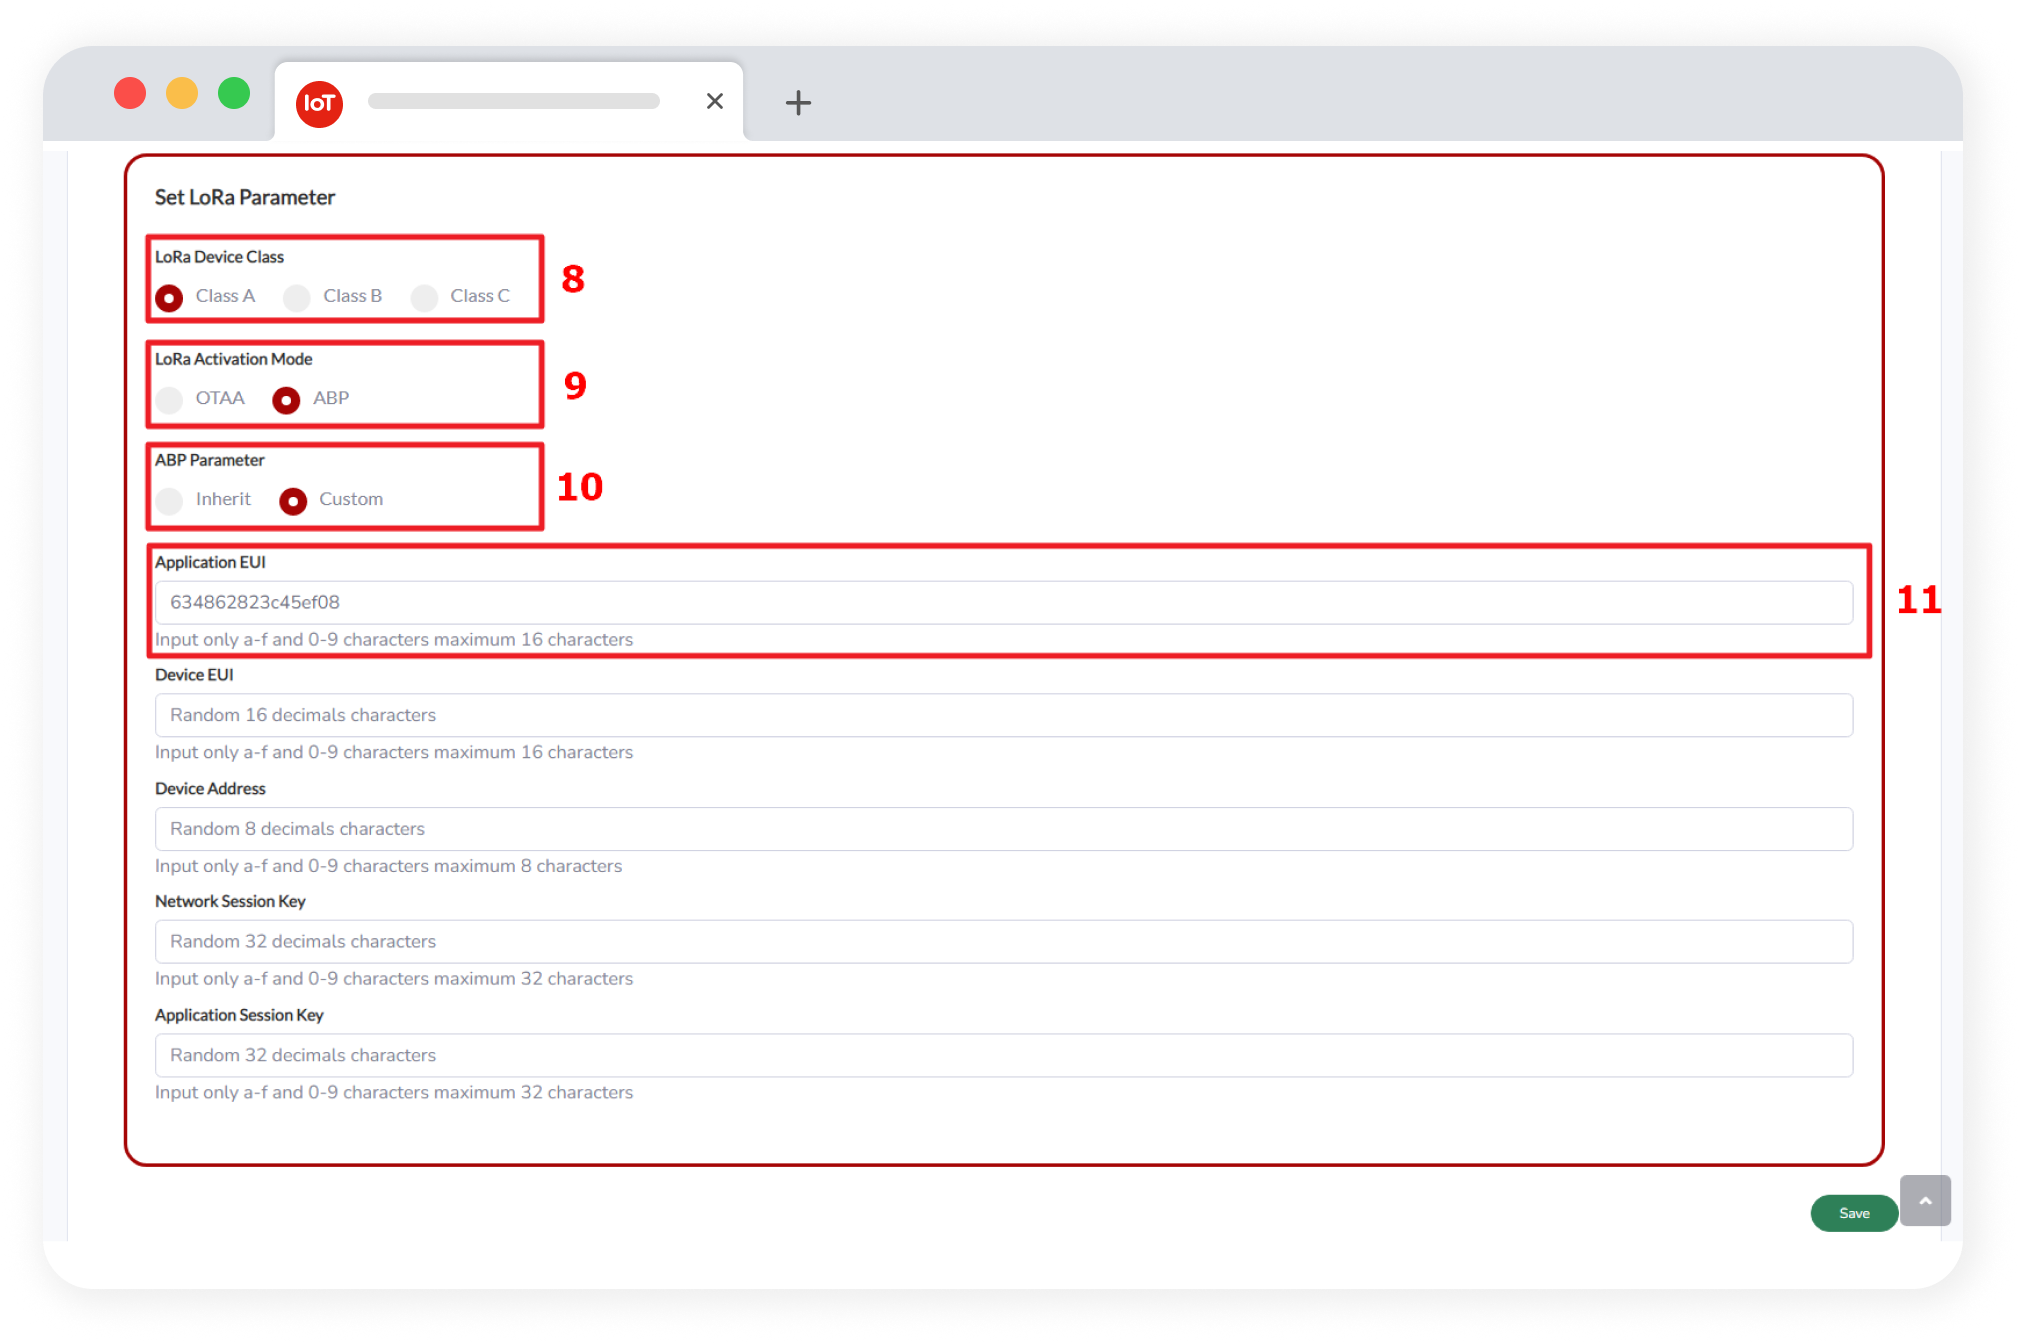 IoT
Set LoRa Parameter
LoRa Device Class
Class A Class B Class C
8
LoRa Activation Mode
OTAA ABP
9
ABP Parameter
Inherit Custom
10
Application EUI
634862823c45ef08
Input only a-f and 0-9 characters maximum 16 characters
11
Device EUI
Random 16 decimals characters
Input only a-f and 0-9 characters maximum 16 characters
Device Address
Random 8 decimals characters
Input only a-f and 0-9 characters maximum 8 characters
Network Session Key
Random 32 decimals characters
Input only a-f and 0-9 characters maximum 32 characters
Application Session Key
Random 32 decimals characters
Input only a-f and 0-9 characters maximum 32 characters
Save